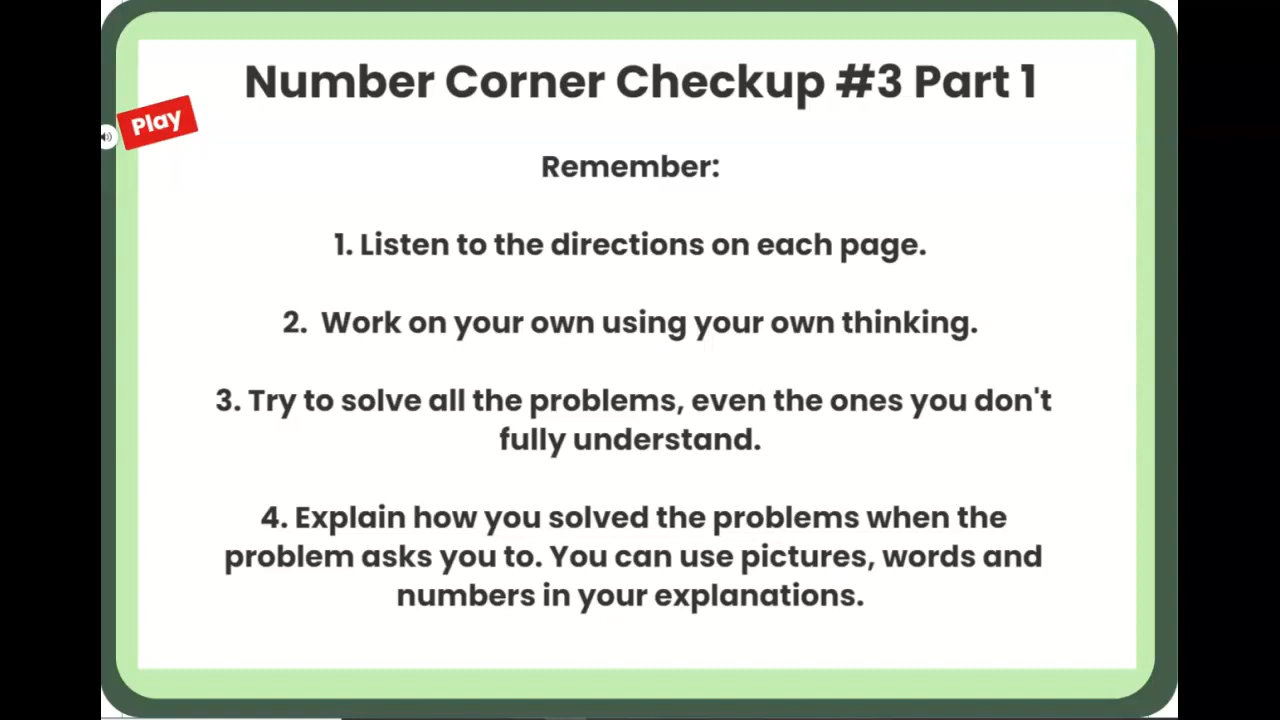 Number Corner Checkup #3 Part 1
Play
Remember:
1. Listen to the directions on each page.
2. Work on your own using your own thinking.
3. Try to solve all the problems, even the ones you don't
fully understand.
4. Explain how you solved the problems when the
problem asks you to. You can use pictures, words and
numbers in your explanations.